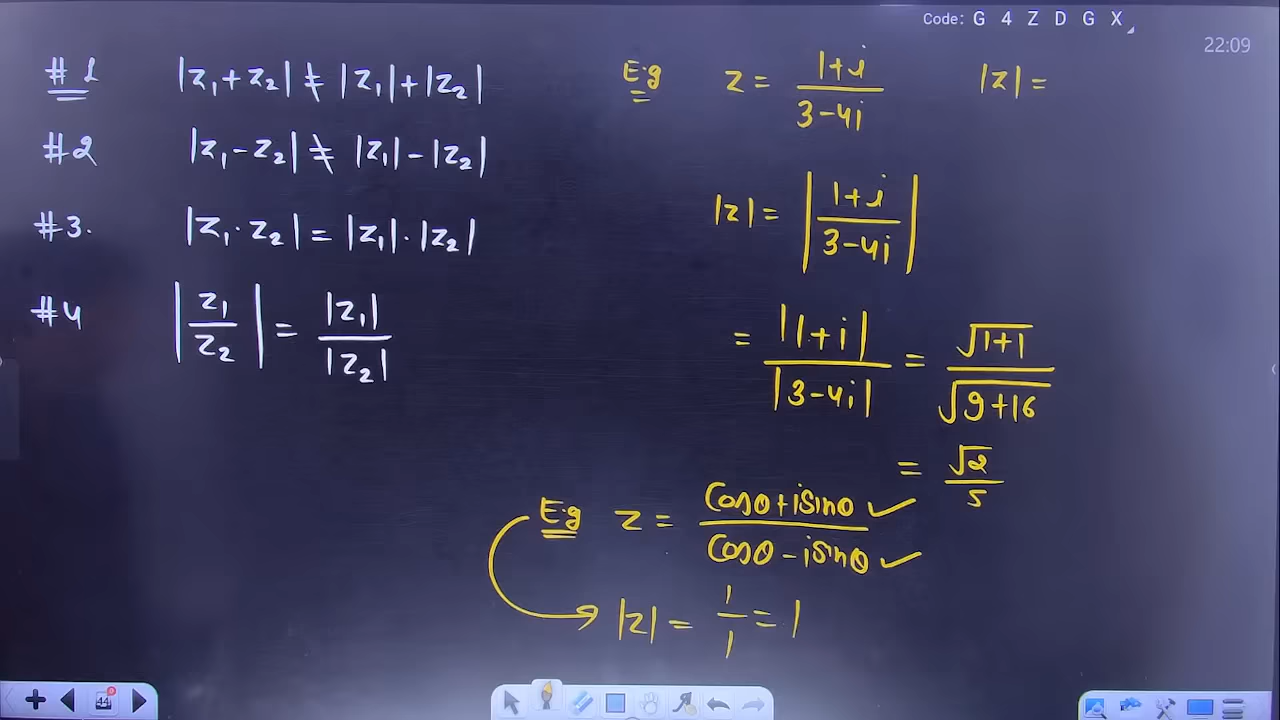 Code: G 4 Z D G X
22:09
#1 |z₁+z₂| ≠ |z₁|+|z₂|
#2 |z₁-z₂| ≠ |z₁|-|z₂|
#3. |z₁·z₂| = |z₁|·|z₂|
#4 |z₁/z₂| = |z₁|/|z₂|
E.g z = (1+i)/(3-4i) |z| =
|z| = |(1+i)/(3-4i)|
= |1+i|/|3-4i| = √(1+1)/√(9+16)
= √2/5
E.g z = (Cosθ+iSinθ)/(Cosθ-iSinθ)
|z| = 1/1 = 1
44